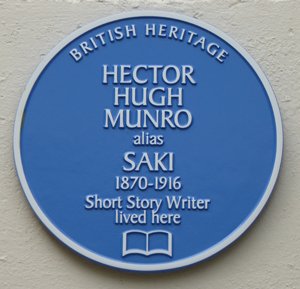 BRITISH HERITAGE
HECTOR
HUGH
MUNRO
alias
SAKI
1870-1916
Short Story Writer
lived here